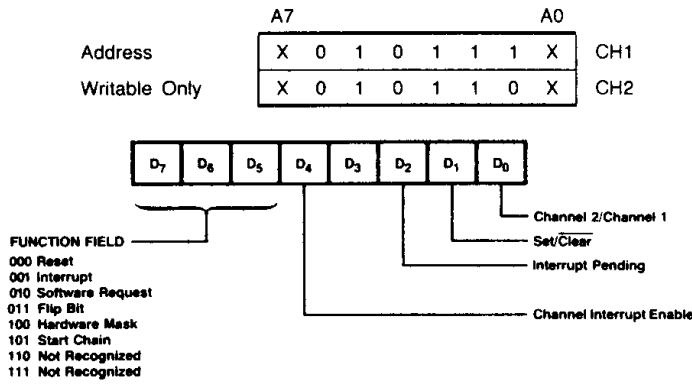 A7 A0
Address X 0 1 0 1 1 1 X CH1
Writable Only X 0 1 0 1 1 0 X CH2
D7 D6 D5 D4 D3 D2 D1 D0
Channel 2/Channel 1
Set/Clear
Interrupt Pending
Channel Interrupt Enable
FUNCTION FIELD
000 Reset
001 Interrupt
010 Software Request
011 Flip Bit
100 Hardware Mask
101 Start Chain
110 Not Recognized
111 Not Recognized